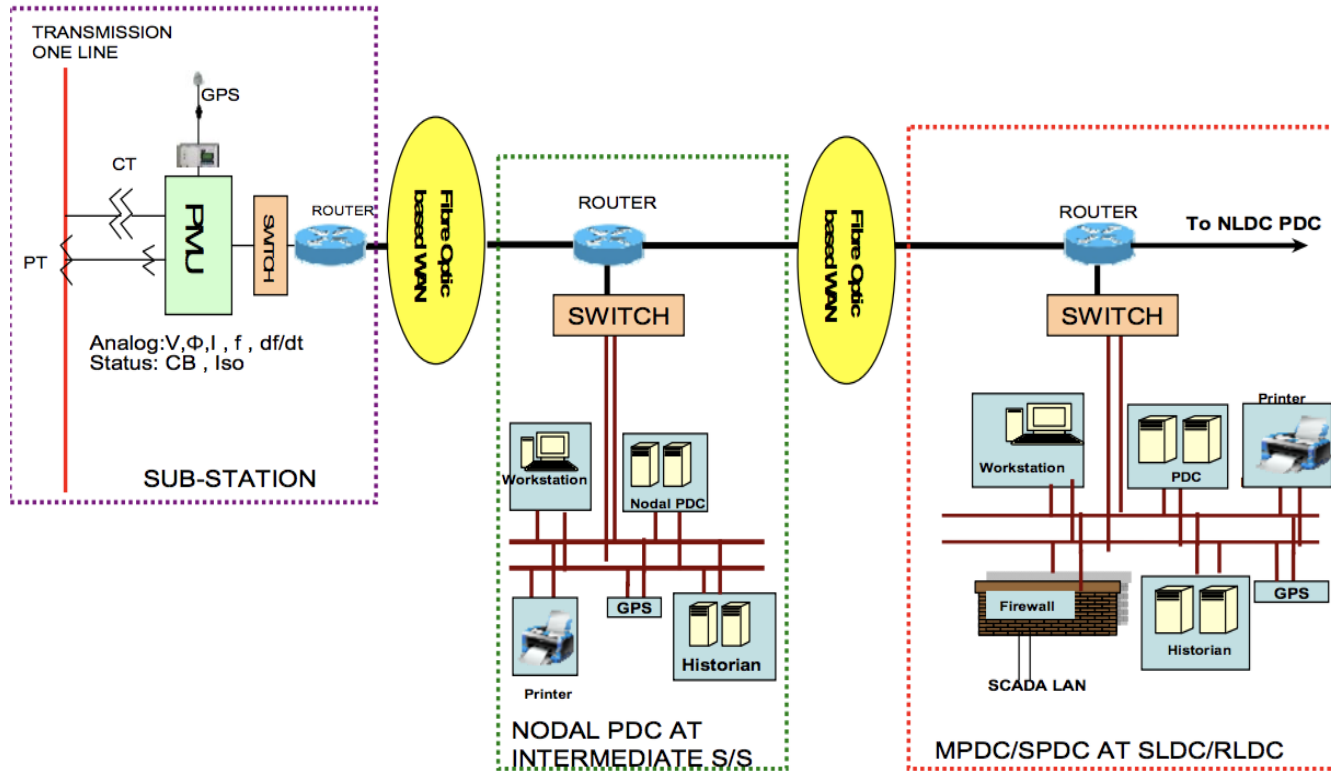 TRANSMISSION
ONE LINE
GPS
CT
PT
PMU
SWITCH
ROUTER
Analog:V,Φ,I , f , df/dt
Status: CB , Iso
SUB-STATION
Fibre Optic
based WAN
ROUTER
SWITCH
Workstation
Nodal PDC
GPS
Printer
Historian
NODAL PDC AT
INTERMEDIATE S/S
Fibre Optic
based WAN
ROUTER
To NLDC PDC
SWITCH
Workstation
PDC
Printer
Firewall
SCADA LAN
Historian
GPS
MPDC/SPDC AT SLDC/RLDC